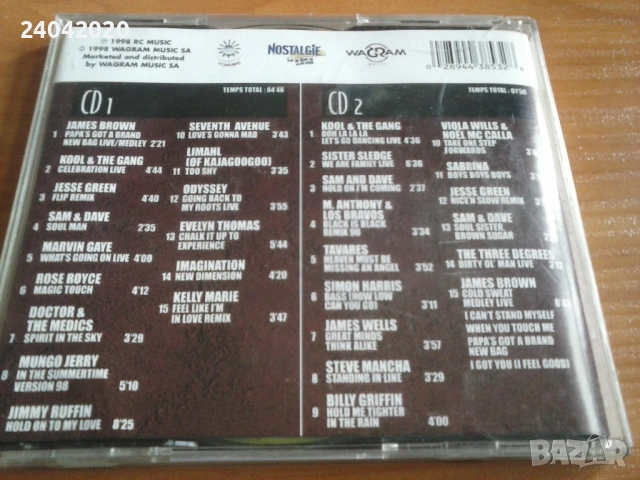 24042020
℗ 1998 RC MUSIC
© 1998 WAGRAM MUSIC SA
Marketed and distributed
by WAGRAM MUSIC SA
NOSTALGIE
WAGRAM
0 28944 38532
CD 1
TEMPS TOTAL : 64'46
JAMES BROWN
1 PAPA'S GOT A BRAND
NEW BAG LIVE/MEDLEY 2'21
KOOL & THE GANG
2 CELEBRATION LIVE 4'44
JESSE GREEN
3 FLIP REMIX 4'40
SAM & DAVE
4 SOUL MAN 2'35
MARVIN GAYE
5 WHAT'S GOING ON LIVE 4'00
ROSE ROYCE
6 MAGIC TOUCH 4'12
DOCTOR &
THE MEDICS
7 SPIRIT IN THE SKY 3'29
MUNGO JERRY
8 IN THE SUMMERTIME
VERSION 98 5'10
JIMMY RUFFIN
HOLD ON TO MY LOVE 8'25
SEVENTH AVENUE
10 LOVE'S GONNA MAD 3'43
LIMAHL
(OF KAJAGOOGOO)
11 TOO SHY 3'35
ODYSSEY
12 GOING BACK TO
MY ROOTS LIVE 3'55
EVELYN THOMAS
13 CHALK IT UP TO
EXPERIENCE 5'44
IMAGINATION
14 NEW DIMENSION 4'20
KELLY MARIE
15 FEEL LIKE I'M
IN LOVE REMIX 3'47
CD 2
TEMPS TOTAL : 61'50
KOOL & THE GANG
1 OOH LA LA LA
LET'S GO DANCING LIVE 4'36
SISTER SLEDGE
2 WE ARE FAMILY LIVE 6'36
SAM AND DAVE
3 HOLD ON I'M COMING 2'37
M. ANTHONY &
LOS BRAVOS
4 BLACK IS BLACK
REMIX 96 3'34
TAVARES
5 HEAVEN MUST BE
MISSING AN ANGEL 3'52
SIMON HARRIS
6 BASS (HOW LOW
CAN YOU GO) 3'11
JAMES WELLS
7 GREAT MINDS
THINK ALIKE 3'57
STEVE MANCHA
8 STANDING IN LINE 3'29
BILLY GRIFFIN
9 HOLD ME TIGHTER
IN THE RAIN 4'00
VIOLA WILLS &
NOEL MC CALLA
10 TAKE ONE STEP
FORWARDS
SABRINA
11 BOYS BOYS BOYS
JESSE GREEN
12 NICE'N SLOW REMIX
SAM & DAVE
13 SOUL SISTER
BROWN SUGAR
THE THREE DEGREES
14 DIRTY OL' MAN LIVE 3'12
JAMES BROWN
15 COLD SWEAT
MEDLEY LIVE
I CAN'T STAND MYSELF
WHEN YOU TOUCH ME
PAPA'S GOT A BRAND
NEW BAG
I GOT YOU (I FEEL GOOD)
BAZAR